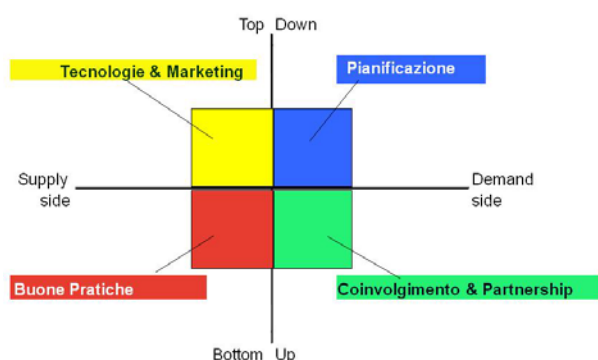 Top Down
Tecnologie & Marketing
Pianificazione
Supply
side
Demand
side
Buone Pratiche
Coinvolgimento & Partnership
Bottom Up